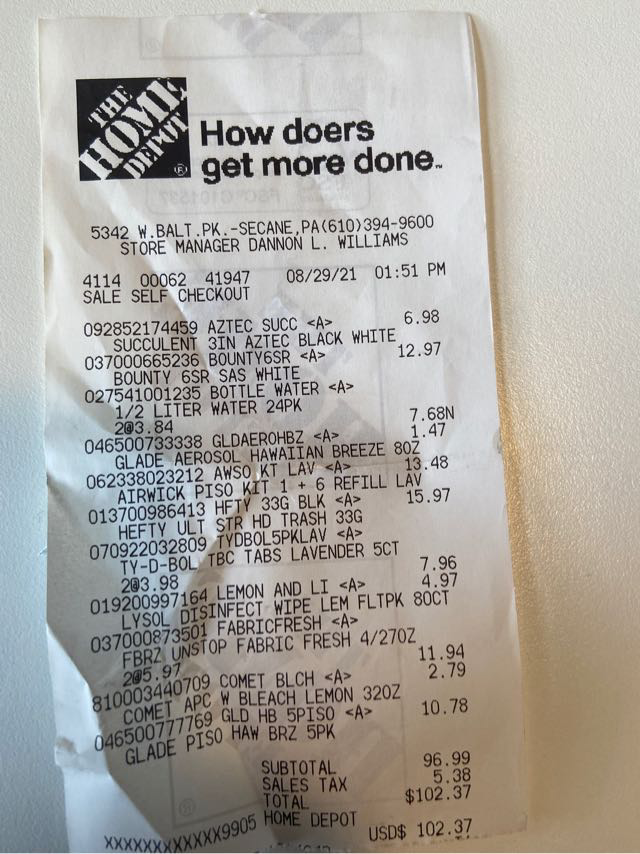 THE
HOME
DEPOT
How doers
get more done.™
5342 W.BALT.PK.-SECANE,PA(610)394-9600
STORE MANAGER DANNON L. WILLIAMS
4114 00062 41947 08/29/21 01:51 PM
SALE SELF CHECKOUT
092852174459 AZTEC SUCC <A> 6.98
SUCCULENT 3IN AZTEC BLACK WHITE
037000665236 BOUNTY6SR <A> 12.97
BOUNTY 6SR SAS WHITE
027541001235 BOTTLE WATER <A>
1/2 LITER WATER 24PK
2@3.84 7.68N
046500733338 GLDAEROHBZ <A> 1.47
GLADE AEROSOL HAWAIIAN BREEZE 8OZ
062338023212 AWSO KT LAV <A> 13.48
AIRWICK PISO KIT 1 + 6 REFILL LAV
013700986413 HFTY 33G BLK <A> 15.97
HEFTY ULT STR HD TRASH 33G
070922032809 TYDBOL5PKLAV <A>
TY-D-BOL TBC TABS LAVENDER 5CT
2@3.98 7.96
019200997164 LEMON AND LI <A> 4.97
LYSOL DISINFECT WIPE LEM FLTPK 80CT
037000873501 FABRICFRESH <A>
FBRZ UNSTOP FABRIC FRESH 4/27OZ
2@5.97 11.94
810003440709 COMET BLCH <A> 2.79
COMET APC W BLEACH LEMON 32OZ
046500777769 GLD HB 5PISO <A> 10.78
GLADE PISO HAW BRZ 5PK
SUBTOTAL 96.99
SALES TAX 5.38
TOTAL $102.37
XXXXXXXXXXXX9905 HOME DEPOT
USD$ 102.37